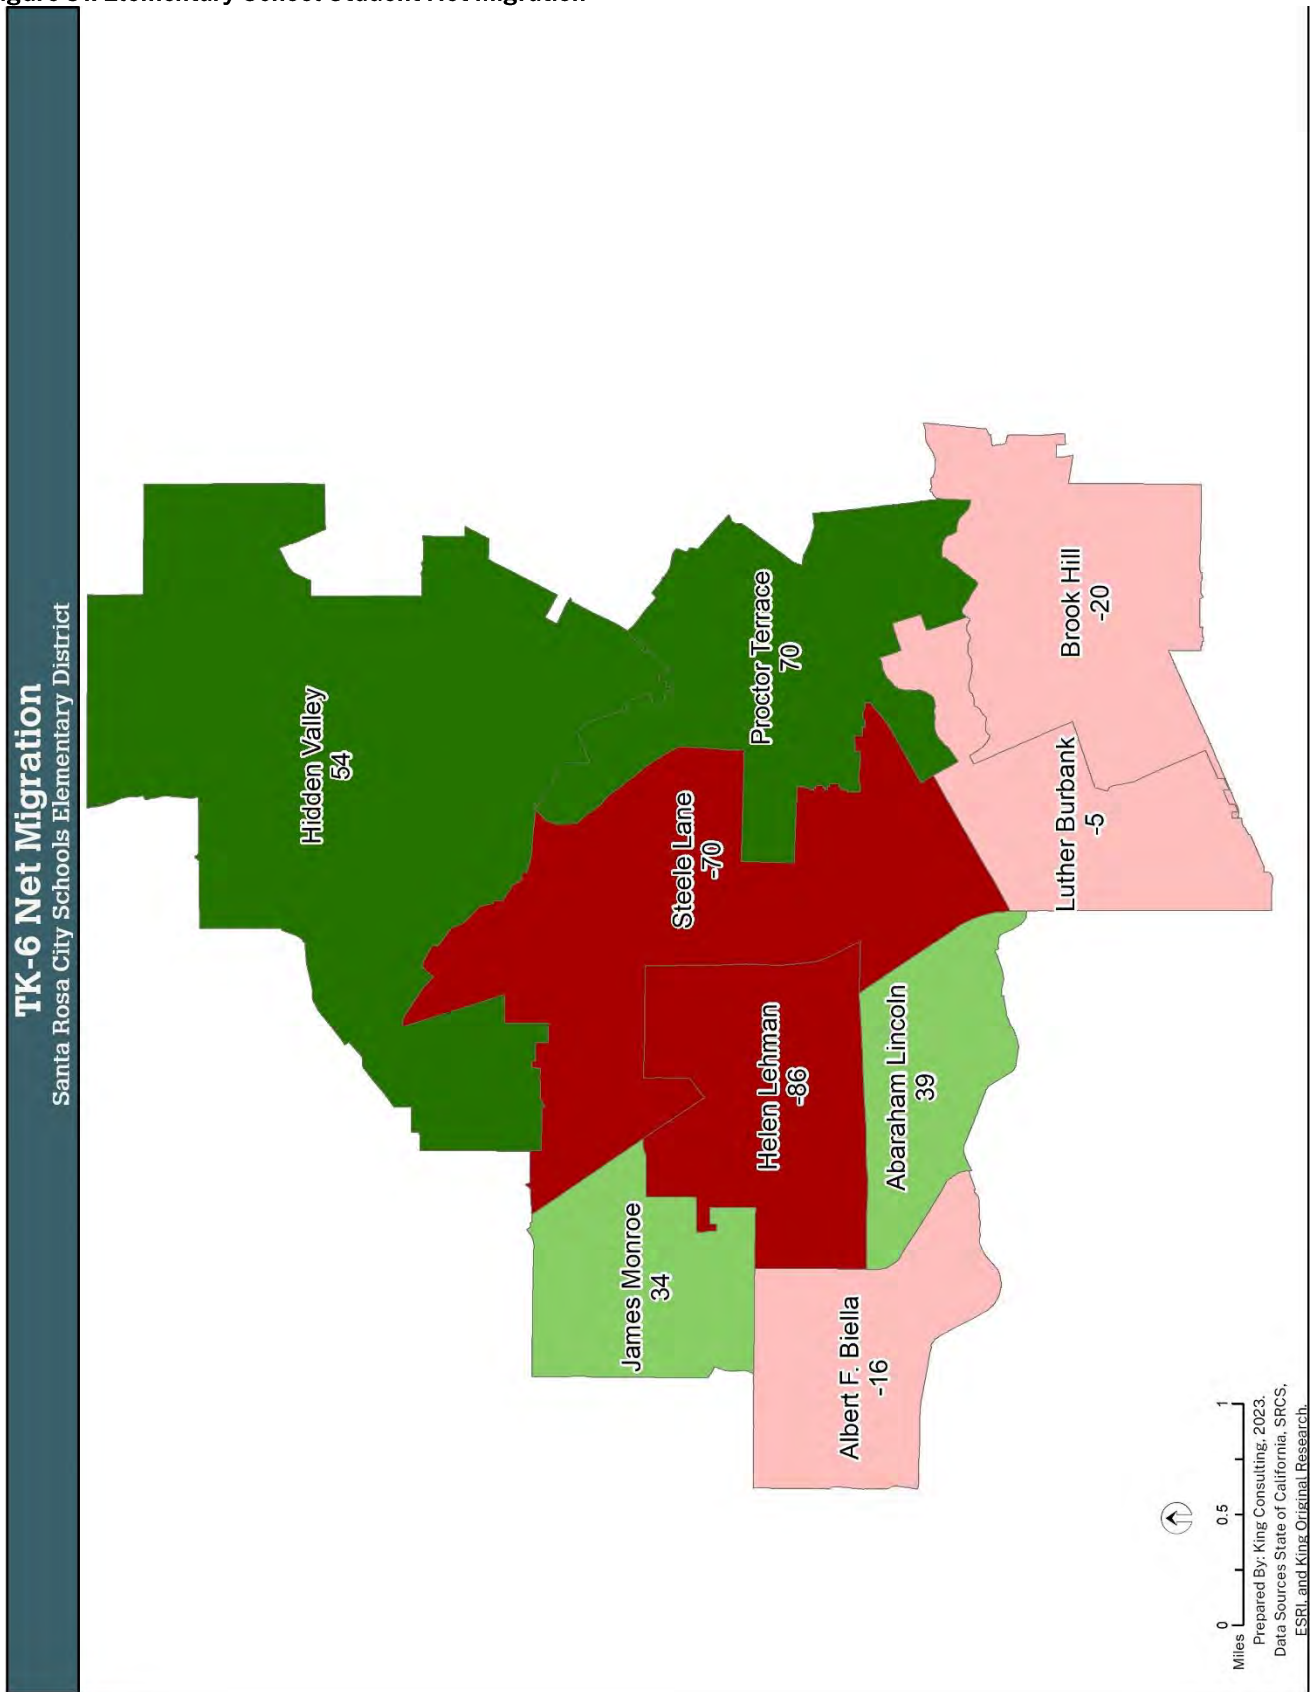 TK-6 Net Migration
Santa Rosa City Schools Elementary District
Hidden Valley
54
Steele Lane
-70
Proctor Terrace
70
James Monroe
34
Helen Lehman
-86
Abaraham Lincoln
39
Albert F. Biella
-16
Luther Burbank
-5
Brook Hill
-20
0 0.5 1
Miles
Prepared By: King Consulting, 2023.
Data Sources State of California, SRCS,
ESRI, and King Original Research.